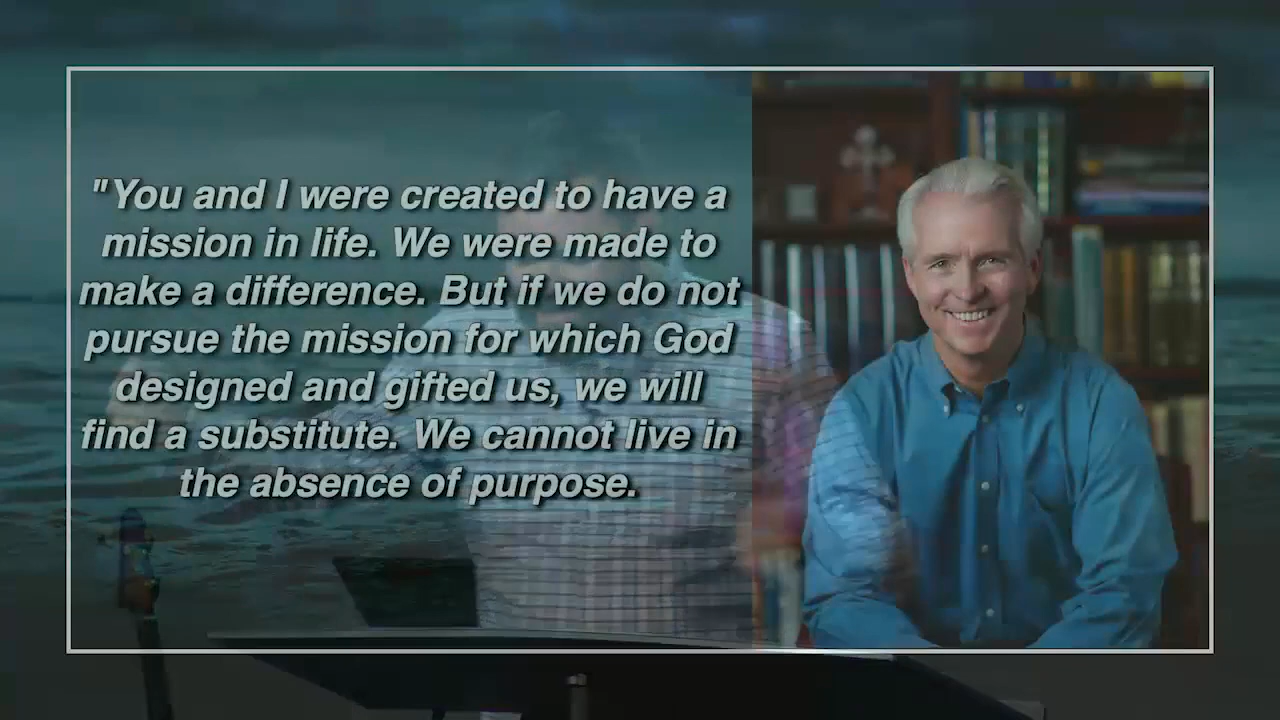 "You and I were created to have a
mission in life. We were made to
make a difference. But if we do not
pursue the mission for which God
designed and gifted us, we will
find a substitute. We cannot live in
the absence of purpose.